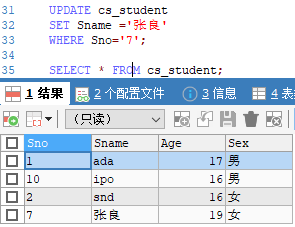 31 UPDATE cs_student
32 SET Sname ='张良'
33 WHERE Sno='7';
34
35 SELECT * FROM cs_student;
1 结果 2 个配置文件 3 信息 4 表
(只读)
Sno Sname Age Sex
1 ada 17 男
10 ipo 16 男
2 snd 16 女
7 张良 19 女